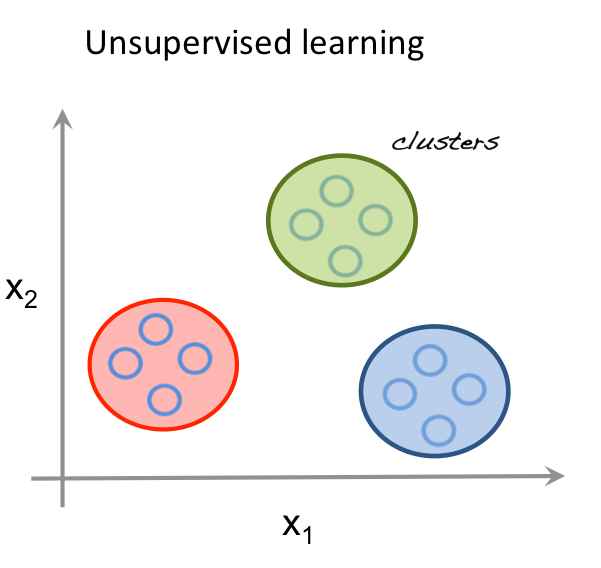 Unsupervised learning
clusters
x₂
x₁